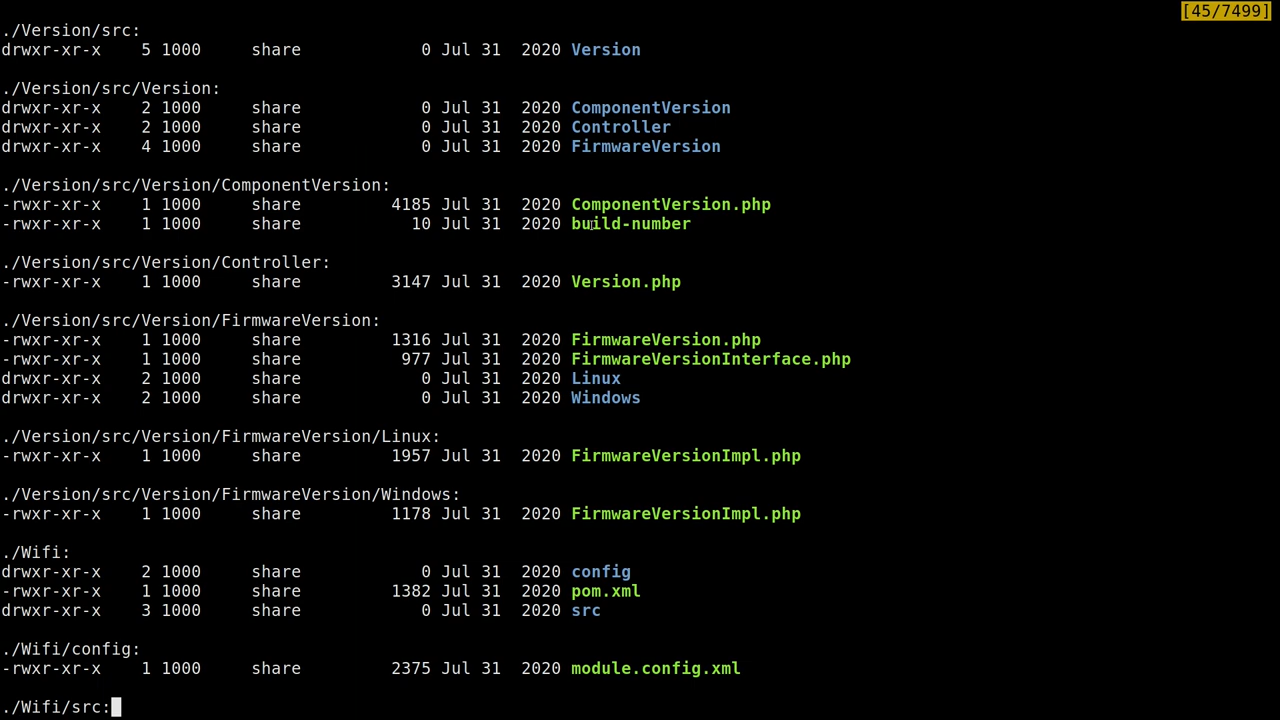 [45/7499]
./Version/src:
drwxr-xr-x    5 1000     share            0 Jul 31  2020 Version
./Version/src/Version:
drwxr-xr-x    2 1000     share            0 Jul 31  2020 ComponentVersion
drwxr-xr-x    2 1000     share            0 Jul 31  2020 Controller
drwxr-xr-x    4 1000     share            0 Jul 31  2020 FirmwareVersion
./Version/src/Version/ComponentVersion:
-rwxr-xr-x    1 1000     share         4185 Jul 31  2020 ComponentVersion.php
-rwxr-xr-x    1 1000     share           10 Jul 31  2020 build-number
./Version/src/Version/Controller:
-rwxr-xr-x    1 1000     share         3147 Jul 31  2020 Version.php
./Version/src/Version/FirmwareVersion:
-rwxr-xr-x    1 1000     share         1316 Jul 31  2020 FirmwareVersion.php
-rwxr-xr-x    1 1000     share          977 Jul 31  2020 FirmwareVersionInterface.php
drwxr-xr-x    2 1000     share            0 Jul 31  2020 Linux
drwxr-xr-x    2 1000     share            0 Jul 31  2020 Windows
./Version/src/Version/FirmwareVersion/Linux:
-rwxr-xr-x    1 1000     share         1957 Jul 31  2020 FirmwareVersionImpl.php
./Version/src/Version/FirmwareVersion/Windows:
-rwxr-xr-x    1 1000     share         1178 Jul 31  2020 FirmwareVersionImpl.php
./Wifi:
drwxr-xr-x    2 1000     share            0 Jul 31  2020 config
-rwxr-xr-x    1 1000     share         1382 Jul 31  2020 pom.xml
drwxr-xr-x    3 1000     share            0 Jul 31  2020 src
./Wifi/config:
-rwxr-xr-x    1 1000     share         2375 Jul 31  2020 module.config.xml
./Wifi/src: